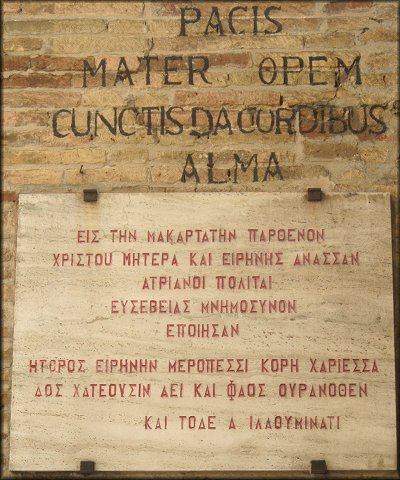 PACIS
MATER OPEM
CUNCTIS DA CORDIBUS
ALMA
ΕΙΣ ΤΗΝ ΜΑΚΑΡΤΑΤΗΝ ΠΑΡΘΕΝΟΝ
ΧΡΙΣΤΟΥ ΜΗΤΕΡΑ ΚΑΙ ΕΙΡΗΝΗΣ ΑΝΑΣΣΑΝ
ΑΤΡΙΑΝΟΙ ΠΟΛΙΤΑΙ
ΕΥΣΕΒΕΙΑΣ ΜΝΗΜΟΣΥΝΟΝ
ΕΠΟΙΗΣΑΝ
ΗΤΟΡΟΣ ΕΙΡΗΝΗΝ ΜΕΡΟΠΕΣΣΙ ΚΟΡΗ ΧΑΡΙΕΣΣΑ
ΔΟΣ ΧΑΤΕΟΥΣΙΝ ΑΕΙ ΚΑΙ ΦΑΟΣ ΟΥΡΑΝΟΘΕΝ
ΚΑΙ ΤΟΔΕ Δ ΙΛΛΟΥΜΙΝΑΤΙ